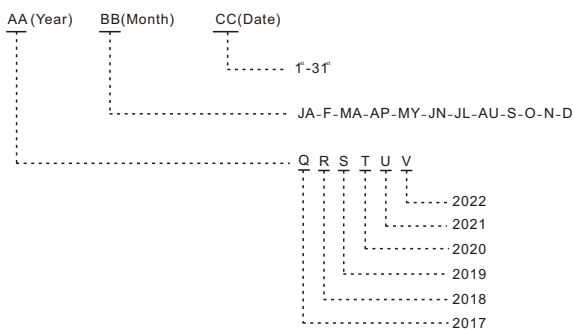 AA (Year) BB(Month) CC(Date)
1st-31st
JA-F-MA-AP-MY-JN-JL-AU-S-O-N-D
Q R S T U V
2022
2021
2020
2019
2018
2017